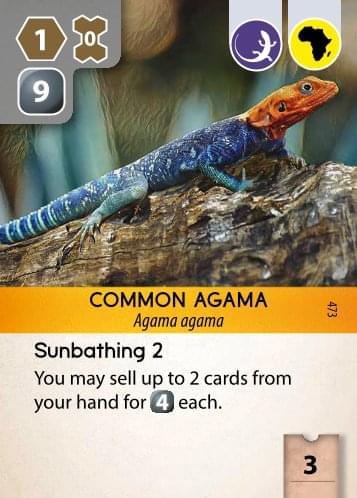 1
0
9
COMMON AGAMA
Agama agama
473
Sunbathing 2
You may sell up to 2 cards from
your hand for 4 each.
3